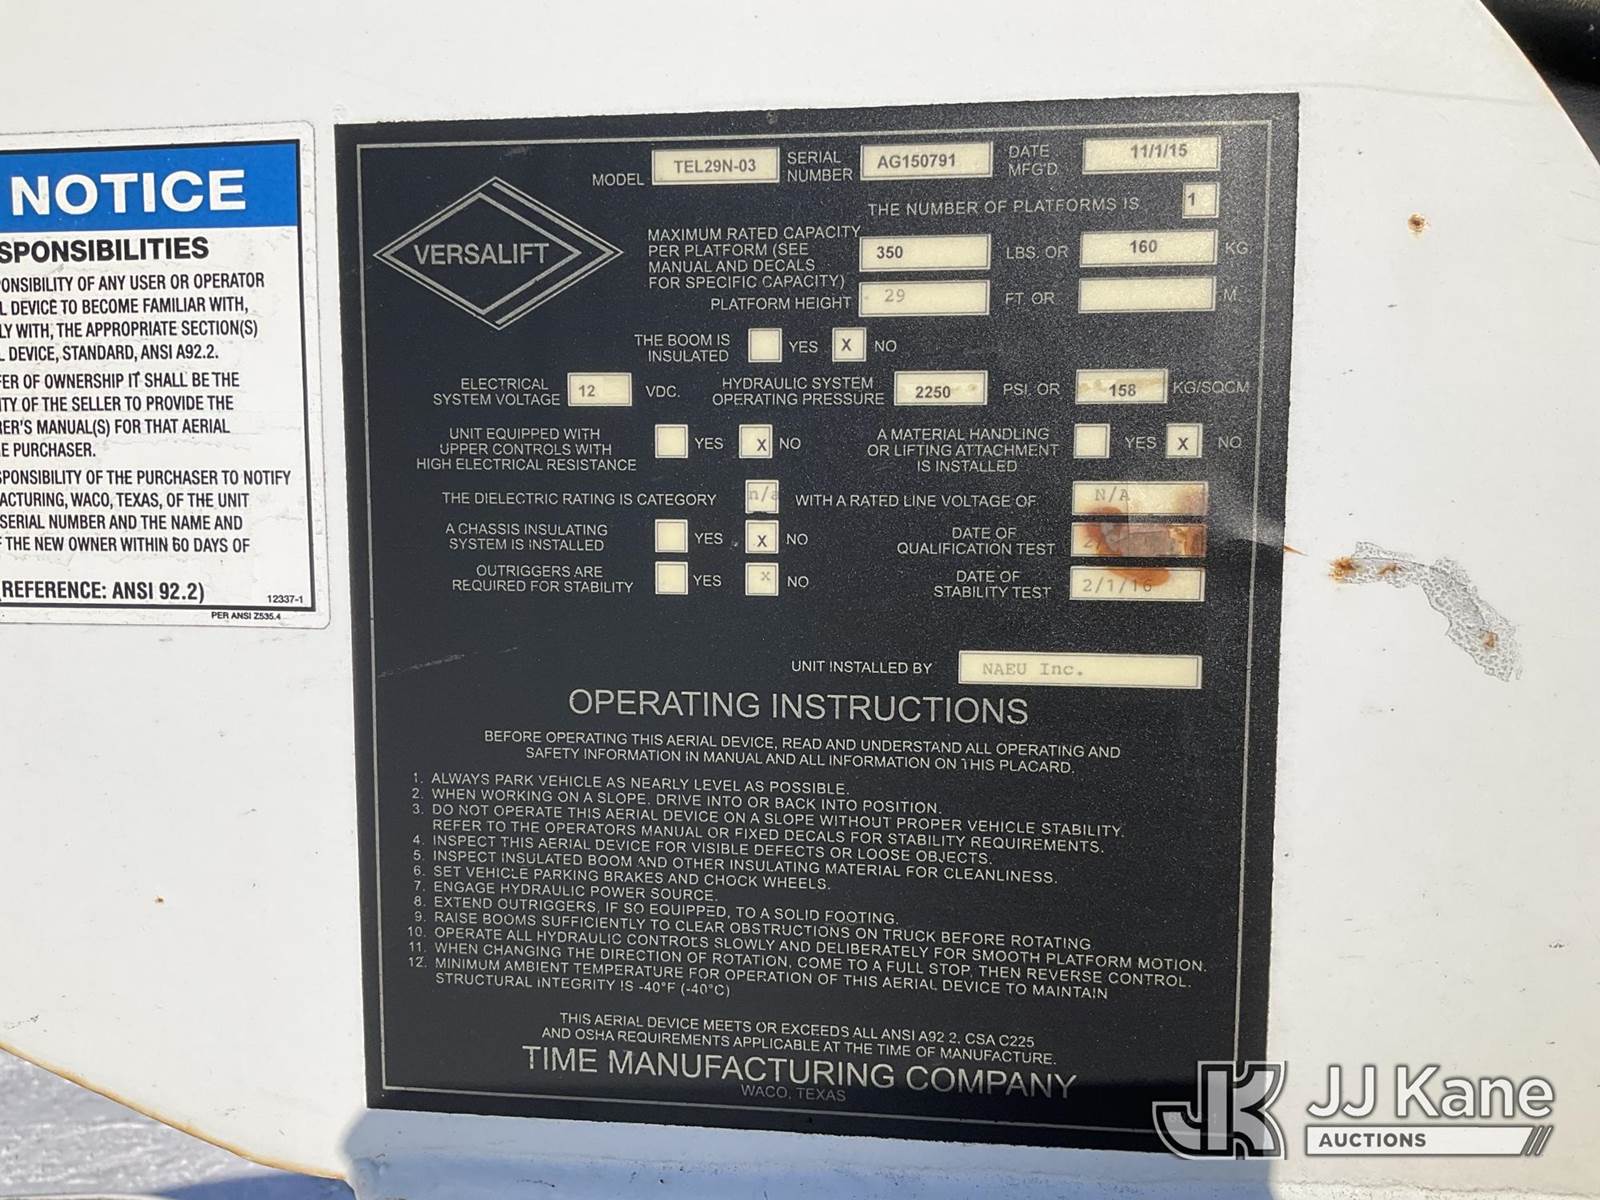 NOTICE
SPONSIBILITIES
ONSIBILITY OF ANY USER OR OPERATOR
L DEVICE TO BECOME FAMILIAR WITH,
LY WITH, THE APPROPRIATE SECTION(S)
L DEVICE, STANDARD, ANSI A92.2.
FER OF OWNERSHIP IT SHALL BE THE
ITY OF THE SELLER TO PROVIDE THE
RER'S MANUAL(S) FOR THAT AERIAL
E PURCHASER.
SPONSIBILITY OF THE PURCHASER TO NOTIFY
ACTURING, WACO, TEXAS, OF THE UNIT
SERIAL NUMBER AND THE NAME AND
F THE NEW OWNER WITHIN 60 DAYS OF
(REFERENCE: ANSI 92.2)
12337-1
PER ANSI Z535.4
VERSALIFT
MODEL TEL29N-03 SERIAL NUMBER AG150791 DATE MFG'D 11/1/15
THE NUMBER OF PLATFORMS IS 1
MAXIMUM RATED CAPACITY
PER PLATFORM (SEE
MANUAL AND DECALS
FOR SPECIFIC CAPACITY) 350 LBS. OR 160 KG
PLATFORM HEIGHT 29 FT. OR M.
THE BOOM IS
INSULATED YES X NO
ELECTRICAL
SYSTEM VOLTAGE 12 VDC. HYDRAULIC SYSTEM
OPERATING PRESSURE 2250 PSI. OR 158 KG/SQCM
UNIT EQUIPPED WITH
UPPER CONTROLS WITH
HIGH ELECTRICAL RESISTANCE YES X NO
A MATERIAL HANDLING
OR LIFTING ATTACHMENT
IS INSTALLED YES X NO
THE DIELECTRIC RATING IS CATEGORY n/a WITH A RATED LINE VOLTAGE OF N/A
A CHASSIS INSULATING
SYSTEM IS INSTALLED YES X NO
DATE OF
QUALIFICATION TEST
OUTRIGGERS ARE
REQUIRED FOR STABILITY YES X NO
DATE OF
STABILITY TEST 2/1/16
UNIT INSTALLED BY NAEU Inc.
OPERATING INSTRUCTIONS
BEFORE OPERATING THIS AERIAL DEVICE, READ AND UNDERSTAND ALL OPERATING AND
SAFETY INFORMATION IN MANUAL AND ALL INFORMATION ON THIS PLACARD.
1. ALWAYS PARK VEHICLE AS NEARLY LEVEL AS POSSIBLE.
2. WHEN WORKING ON A SLOPE, DRIVE INTO OR BACK INTO POSITION.
3. DO NOT OPERATE THIS AERIAL DEVICE ON A SLOPE WITHOUT PROPER VEHICLE STABILITY.
REFER TO THE OPERATORS MANUAL OR FIXED DECALS FOR STABILITY REQUIREMENTS.
4. INSPECT THIS AERIAL DEVICE FOR VISIBLE DEFECTS OR LOOSE OBJECTS.
5. INSPECT INSULATED BOOM AND OTHER INSULATING MATERIAL FOR CLEANLINESS.
6. SET VEHICLE PARKING BRAKES AND CHOCK WHEELS.
7. ENGAGE HYDRAULIC POWER SOURCE.
8. EXTEND OUTRIGGERS, IF SO EQUIPPED, TO A SOLID FOOTING.
9. RAISE BOOMS SUFFICIENTLY TO CLEAR OBSTRUCTIONS ON TRUCK BEFORE ROTATING.
10. OPERATE ALL HYDRAULIC CONTROLS SLOWLY AND DELIBERATELY FOR SMOOTH PLATFORM MOTION.
11. WHEN CHANGING THE DIRECTION OF ROTATION, COME TO A FULL STOP, THEN REVERSE CONTROL.
12. MINIMUM AMBIENT TEMPERATURE FOR OPERATION OF THIS AERIAL DEVICE TO MAINTAIN
STRUCTURAL INTEGRITY IS -40°F (-40°C)
THIS AERIAL DEVICE MEETS OR EXCEEDS ALL ANSI A92.2, CSA C225
AND OSHA REQUIREMENTS APPLICABLE AT THE TIME OF MANUFACTURE.
TIME MANUFACTURING COMPANY
WACO, TEXAS
JK JJ Kane
AUCTIONS